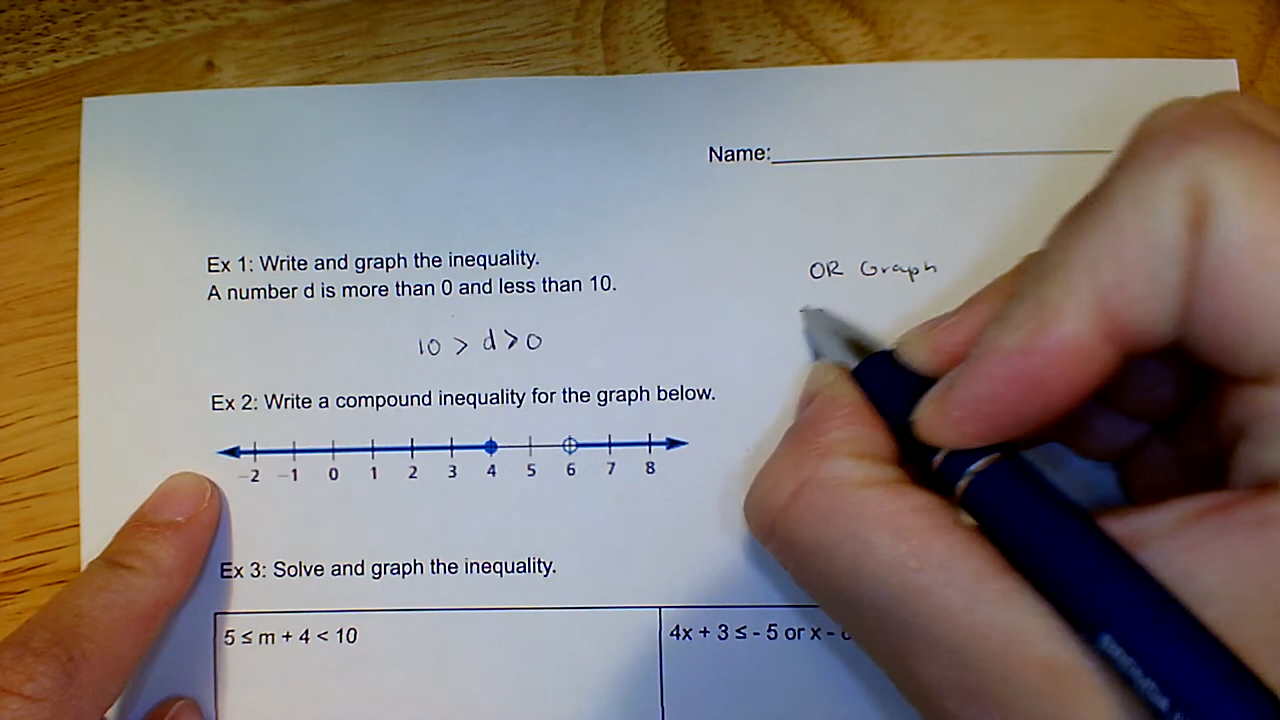 Name:
Ex 1: Write and graph the inequality.
A number d is more than 0 and less than 10.
OR Graph
10 > d > 0
Ex 2: Write a compound inequality for the graph below.
-2 -1 0 1 2 3 4 5 6 7 8
Ex 3: Solve and graph the inequality.
5 ≤ m + 4 < 10
4x + 3 ≤ - 5 or x -